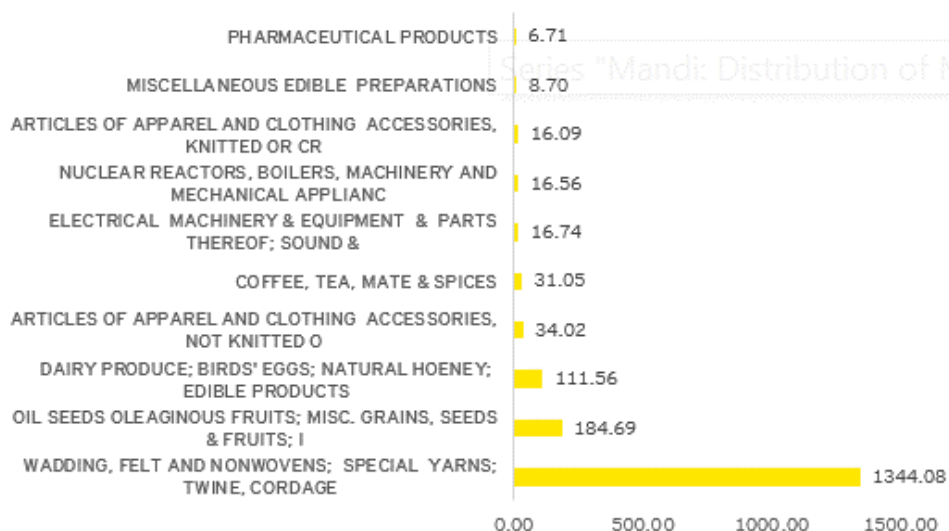 PHARMACEUTICAL PRODUCTS 6.71
Series "Mandi: Distribution of
MISCELLANEOUS EDIBLE PREPARATIONS 8.70
ARTICLES OF APPAREL AND CLOTHING ACCESSORIES,
KNITTED OR CR 16.09
NUCLEAR REACTORS, BOILERS, MACHINERY AND
MECHANICAL APPLIANC 16.56
ELECTRICAL MACHINERY & EQUIPMENT & PARTS
THEREOF; SOUND & 16.74
COFFEE, TEA, MATE & SPICES 31.05
ARTICLES OF APPAREL AND CLOTHING ACCESSORIES,
NOT KNITTED O 34.02
DAIRY PRODUCE; BIRDS' EGGS; NATURAL HOENEY;
EDIBLE PRODUCTS 111.56
OIL SEEDS OLEAGINOUS FRUITS; MISC. GRAINS, SEEDS
& FRUITS; I 184.69
WADDING, FELT AND NONWOVENS; SPECIAL YARNS;
TWINE, CORDAGE 1344.08
0.00 500.00 1000.00 1500.00